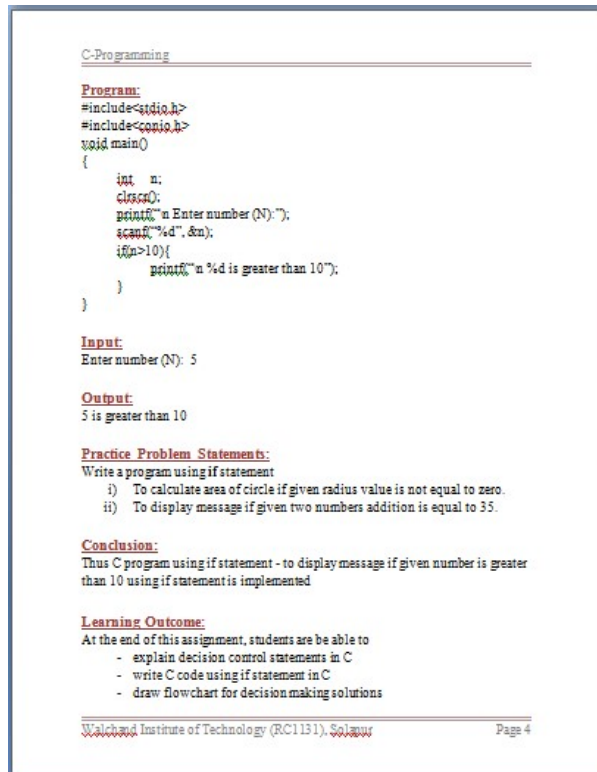 C-Programming
Program:
#include<stdio.h>
#include<conio.h>
void main()
{
int n;
clrscr();
printf("\n Enter number (N):");
scanf("%d", &n);
if(n>10){
printf("\n %d is greater than 10");
}
}
Input:
Enter number (N): 5
Output:
5 is greater than 10
Practice Problem Statements:
Write a program using if statement
i) To calculate area of circle if given radius value is not equal to zero.
ii) To display message if given two numbers addition is equal to 35.
Conclusion:
Thus C program using if statement - to display message if given number is greater
than 10 using if statement is implemented
Learning Outcome:
At the end of this assignment, students are be able to
- explain decision control statements in C
- write C code using if statement in C
- draw flowchart for decision making solutions
Walchand Institute of Technology (RC1131), Solapur Page 4